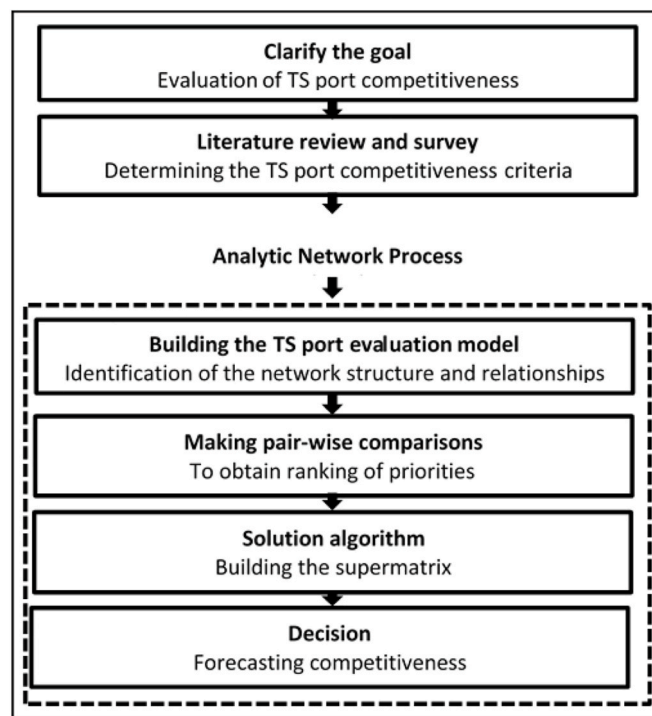 Clarify the goal
Evaluation of TS port competitiveness
Literature review and survey
Determining the TS port competitiveness criteria
Analytic Network Process
Building the TS port evaluation model
Identification of the network structure and relationships
Making pair-wise comparisons
To obtain ranking of priorities
Solution algorithm
Building the supermatrix
Decision
Forecasting competitiveness